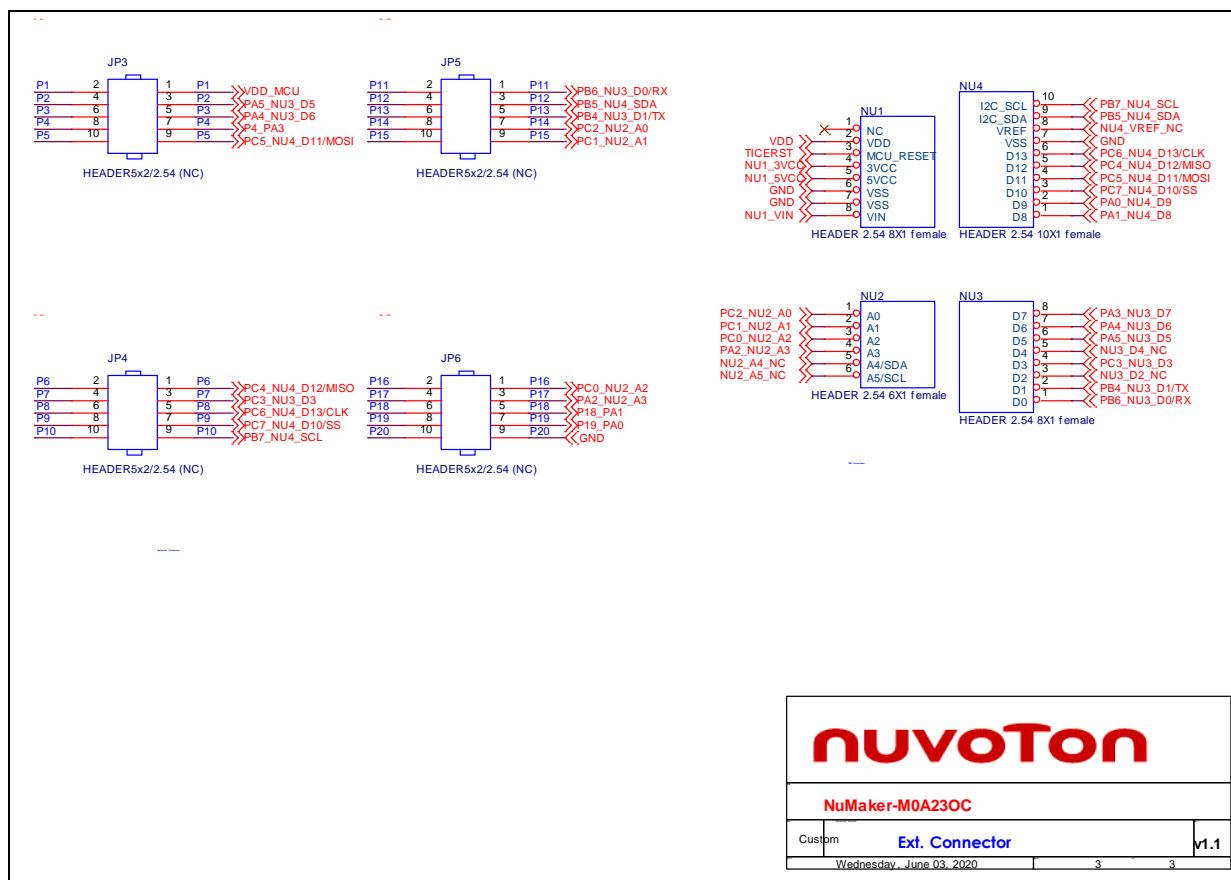 JP3
P1 2 1 P1 VDD_MCU
P2 4 3 P2 PA5_NU3_D5
P3 6 5 P3 PA4_NU3_D6
P4 8 7 P4 P4_PA3
P5 10 9 P5 PC5_NU4_D11/MOSI
HEADER5x2/2.54 (NC)
JP5
P11 2 1 P11 PB6_NU3_D0/RX
P12 4 3 P12 PB5_NU4_SDA
P13 6 5 P13 PB4_NU3_D1/TX
P14 8 7 P14 PC2_NU2_A0
P15 10 9 P15 PC1_NU2_A1
HEADER5x2/2.54 (NC)
NU1
1 NC
VDD 2 VDD
TICERST 3 MCU_RESET
NU1_3VCC 4 3VCC
NU1_5VCC 5 5VCC
GND 6 VSS
GND 7 VSS
NU1_VIN 8 VIN
HEADER 2.54 8X1 female
NU4
I2C_SCL 10 PB7_NU4_SCL
I2C_SDA 9 PB5_NU4_SDA
VREF 8 NU4_VREF_NC
VSS 7 GND
D13 6 PC6_NU4_D13/CLK
D12 5 PC4_NU4_D12/MISO
D11 4 PC5_NU4_D11/MOSI
D10 3 PC7_NU4_D10/SS
D9 2 PA0_NU4_D9
D8 1 PA1_NU4_D8
HEADER 2.54 10X1 female
JP4
P6 2 1 P6 PC4_NU4_D12/MISO
P7 4 3 P7 PC3_NU3_D3
P8 6 5 P8 PC6_NU4_D13/CLK
P9 8 7 P9 PC7_NU4_D10/SS
P10 10 9 P10 PB7_NU4_SCL
HEADER5x2/2.54 (NC)
JP6
P16 2 1 P16 PC0_NU2_A2
P17 4 3 P17 PA2_NU2_A3
P18 6 5 P18 P18_PA1
P19 8 7 P19 P19_PA0
P20 10 9 P20 GND
HEADER5x2/2.54 (NC)
NU2
PC2_NU2_A0 1 A0
PC1_NU2_A1 2 A1
PC0_NU2_A2 3 A2
PA2_NU2_A3 4 A3
NU2_A4_NC 5 A4/SDA
NU2_A5_NC 6 A5/SCL
HEADER 2.54 6X1 female
NU3
D7 8 PA3_NU3_D7
D6 7 PA4_NU3_D6
D5 6 PA5_NU3_D5
D4 5 NU3_D4_NC
D3 4 PC3_NU3_D3
D2 3 NU3_D2_NC
D1 2 PB4_NU3_D1/TX
D0 1 PB6_NU3_D0/RX
HEADER 2.54 8X1 female
nuvoTon
NuMaker-M0A23OC
Custom Ext. Connector v1.1
Wednesday, June 03, 2020 3 3